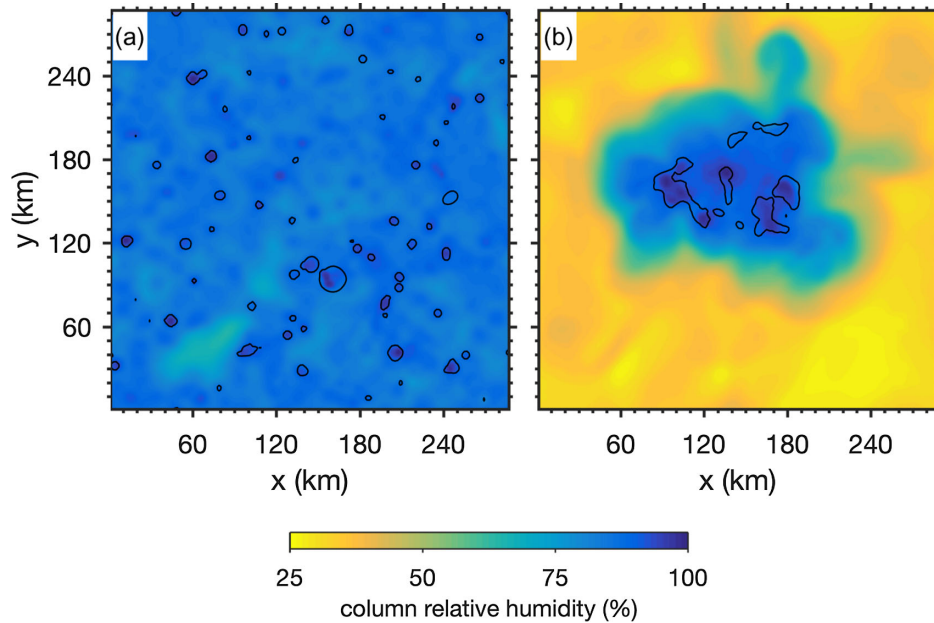 (a)
(b)
240
180
120
60
y (km)
60 120 180 240
60 120 180 240
x (km)
x (km)
25 50 75 100
column relative humidity (%)